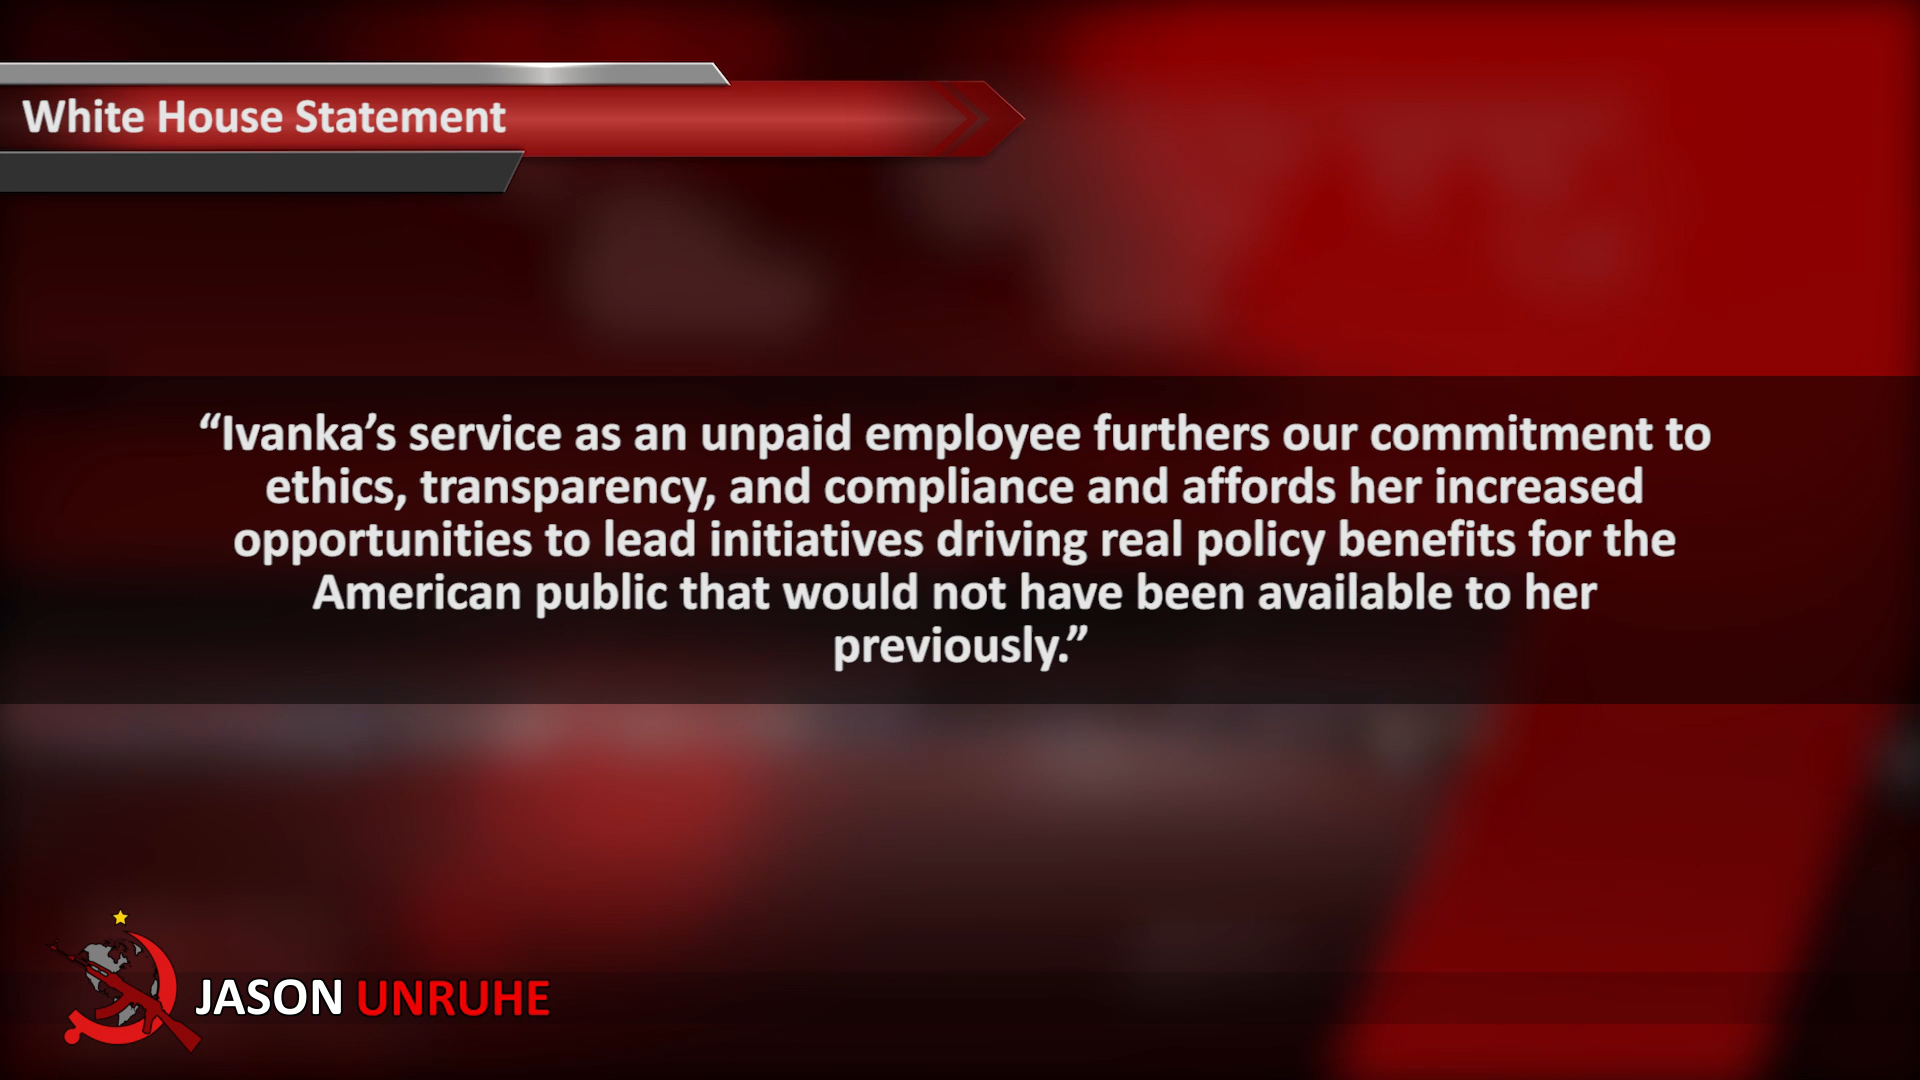 White House Statement
“Ivanka’s service as an unpaid employee furthers our commitment to
ethics, transparency, and compliance and affords her increased
opportunities to lead initiatives driving real policy benefits for the
American public that would not have been available to her
previously.”
JASON UNRUHE